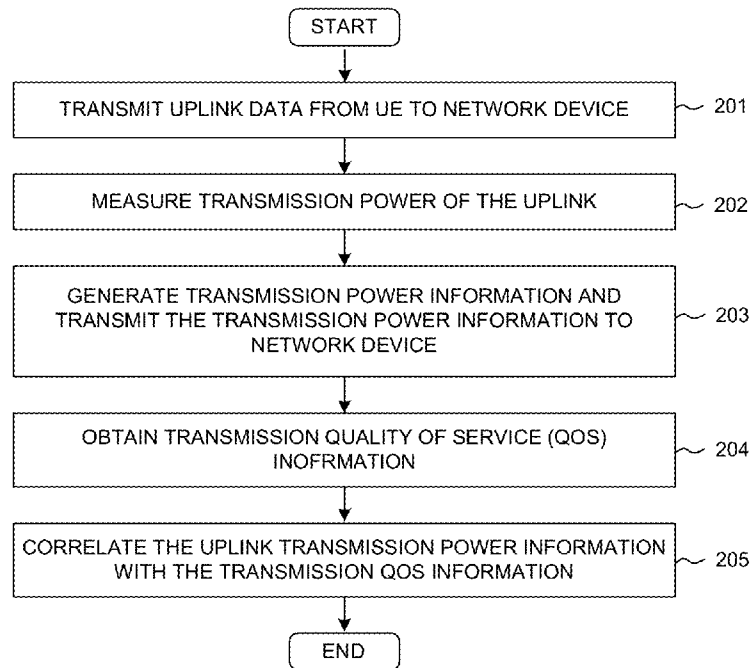 START
TRANSMIT UPLINK DATA FROM UE TO NETWORK DEVICE
201
MEASURE TRANSMISSION POWER OF THE UPLINK
202
GENERATE TRANSMISSION POWER INFORMATION AND
TRANSMIT THE TRANSMISSION POWER INFORMATION TO
NETWORK DEVICE
203
OBTAIN TRANSMISSION QUALITY OF SERVICE (QOS)
INOFRMATION
204
CORRELATE THE UPLINK TRANSMISSION POWER INFORMATION
WITH THE TRANSMISSION QOS INFORMATION
205
END